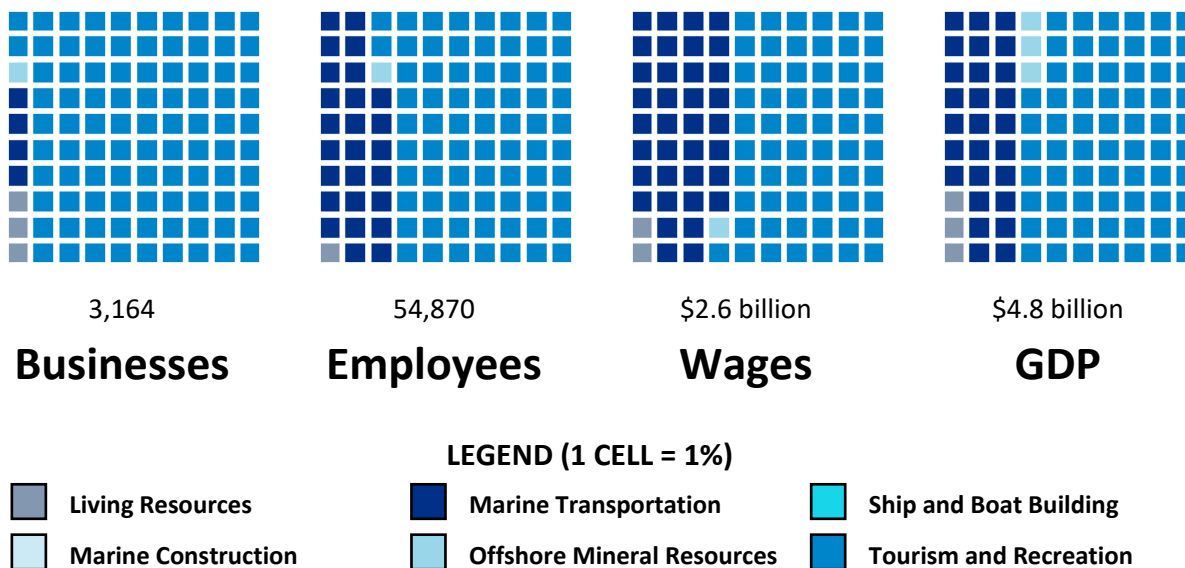 3,164 54,870 $2.6 billion $4.8 billion
Businesses Employees Wages GDP
LEGEND (1 CELL = 1%)
Living Resources Marine Transportation Ship and Boat Building
Marine Construction Offshore Mineral Resources Tourism and Recreation